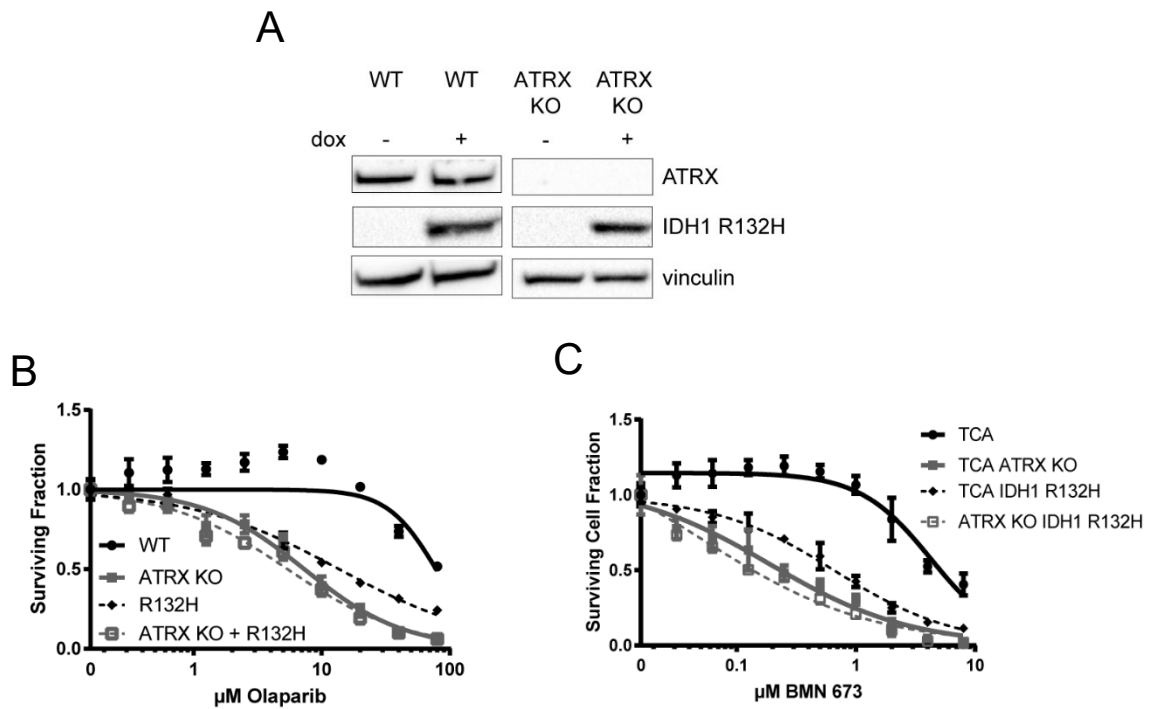 A
WT WT ATRX KO ATRX KO
dox - + - +
ATRX
IDH1 R132H
vinculin
B
1.5
1.0
0.5
0.0
Surviving Fraction
WT
ATRX KO
R132H
ATRX KO + R132H
0 1 10 100
µM Olaparib
C
1.5
1.0
0.5
0.0
Surviving Cell Fraction
TCA
TCA ATRX KO
TCA IDH1 R132H
ATRX KO IDH1 R132H
0 0.1 1 10
µM BMN 673